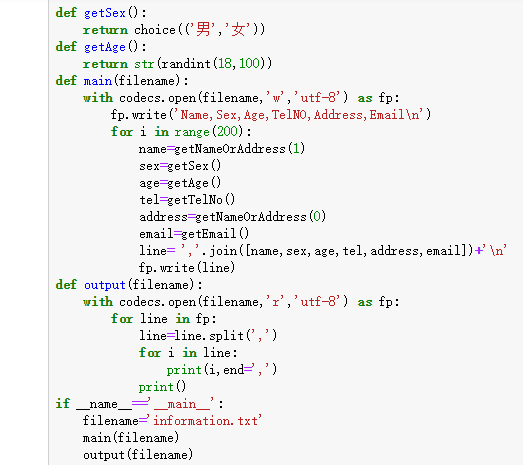 def getSex():
    return choice(('男','女'))
def getAge():
    return str(randint(18,100))
def main(filename):
    with codecs.open(filename,'w','utf-8') as fp:
        fp.write('Name,Sex,Age,TelNO,Address,Email\n')
        for i in range(200):
            name=getNameOrAddress(1)
            sex=getSex()
            age=getAge()
            tel=getTelNo()
            address=getNameOrAddress(0)
            email=getEmail()
            line= ','.join([name,sex,age,tel,address,email])+'\n'
            fp.write(line)
def output(filename):
    with codecs.open(filename,'r','utf-8') as fp:
        for line in fp:
            line=line.split(',')
            for i in line:
                print(i,end=',')
            print()
if __name__=='__main__':
    filename='information.txt'
    main(filename)
    output(filename)